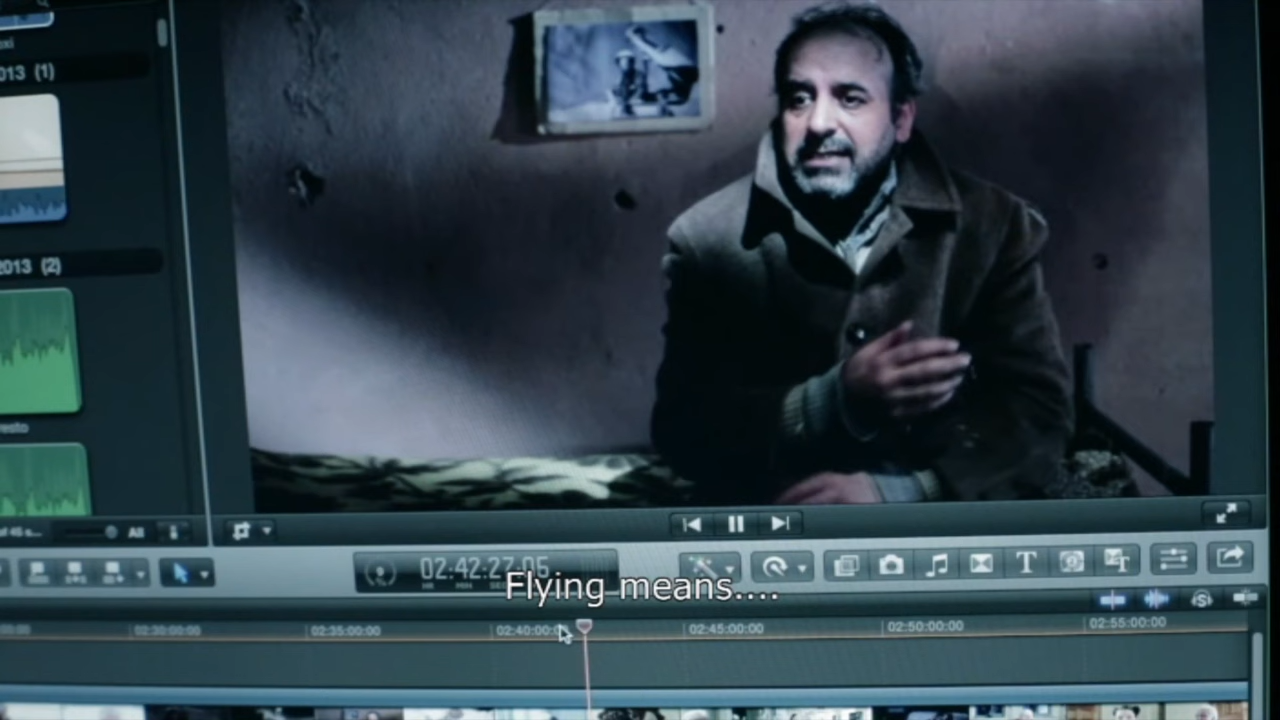 2013 (1)
2013 (2)
All
02:42:27:05
Flying means....
T
T
02:30:00:00
02:35:00:00
02:40:00:00
02:45:00:00
02:50:00:00
02:55:00:00